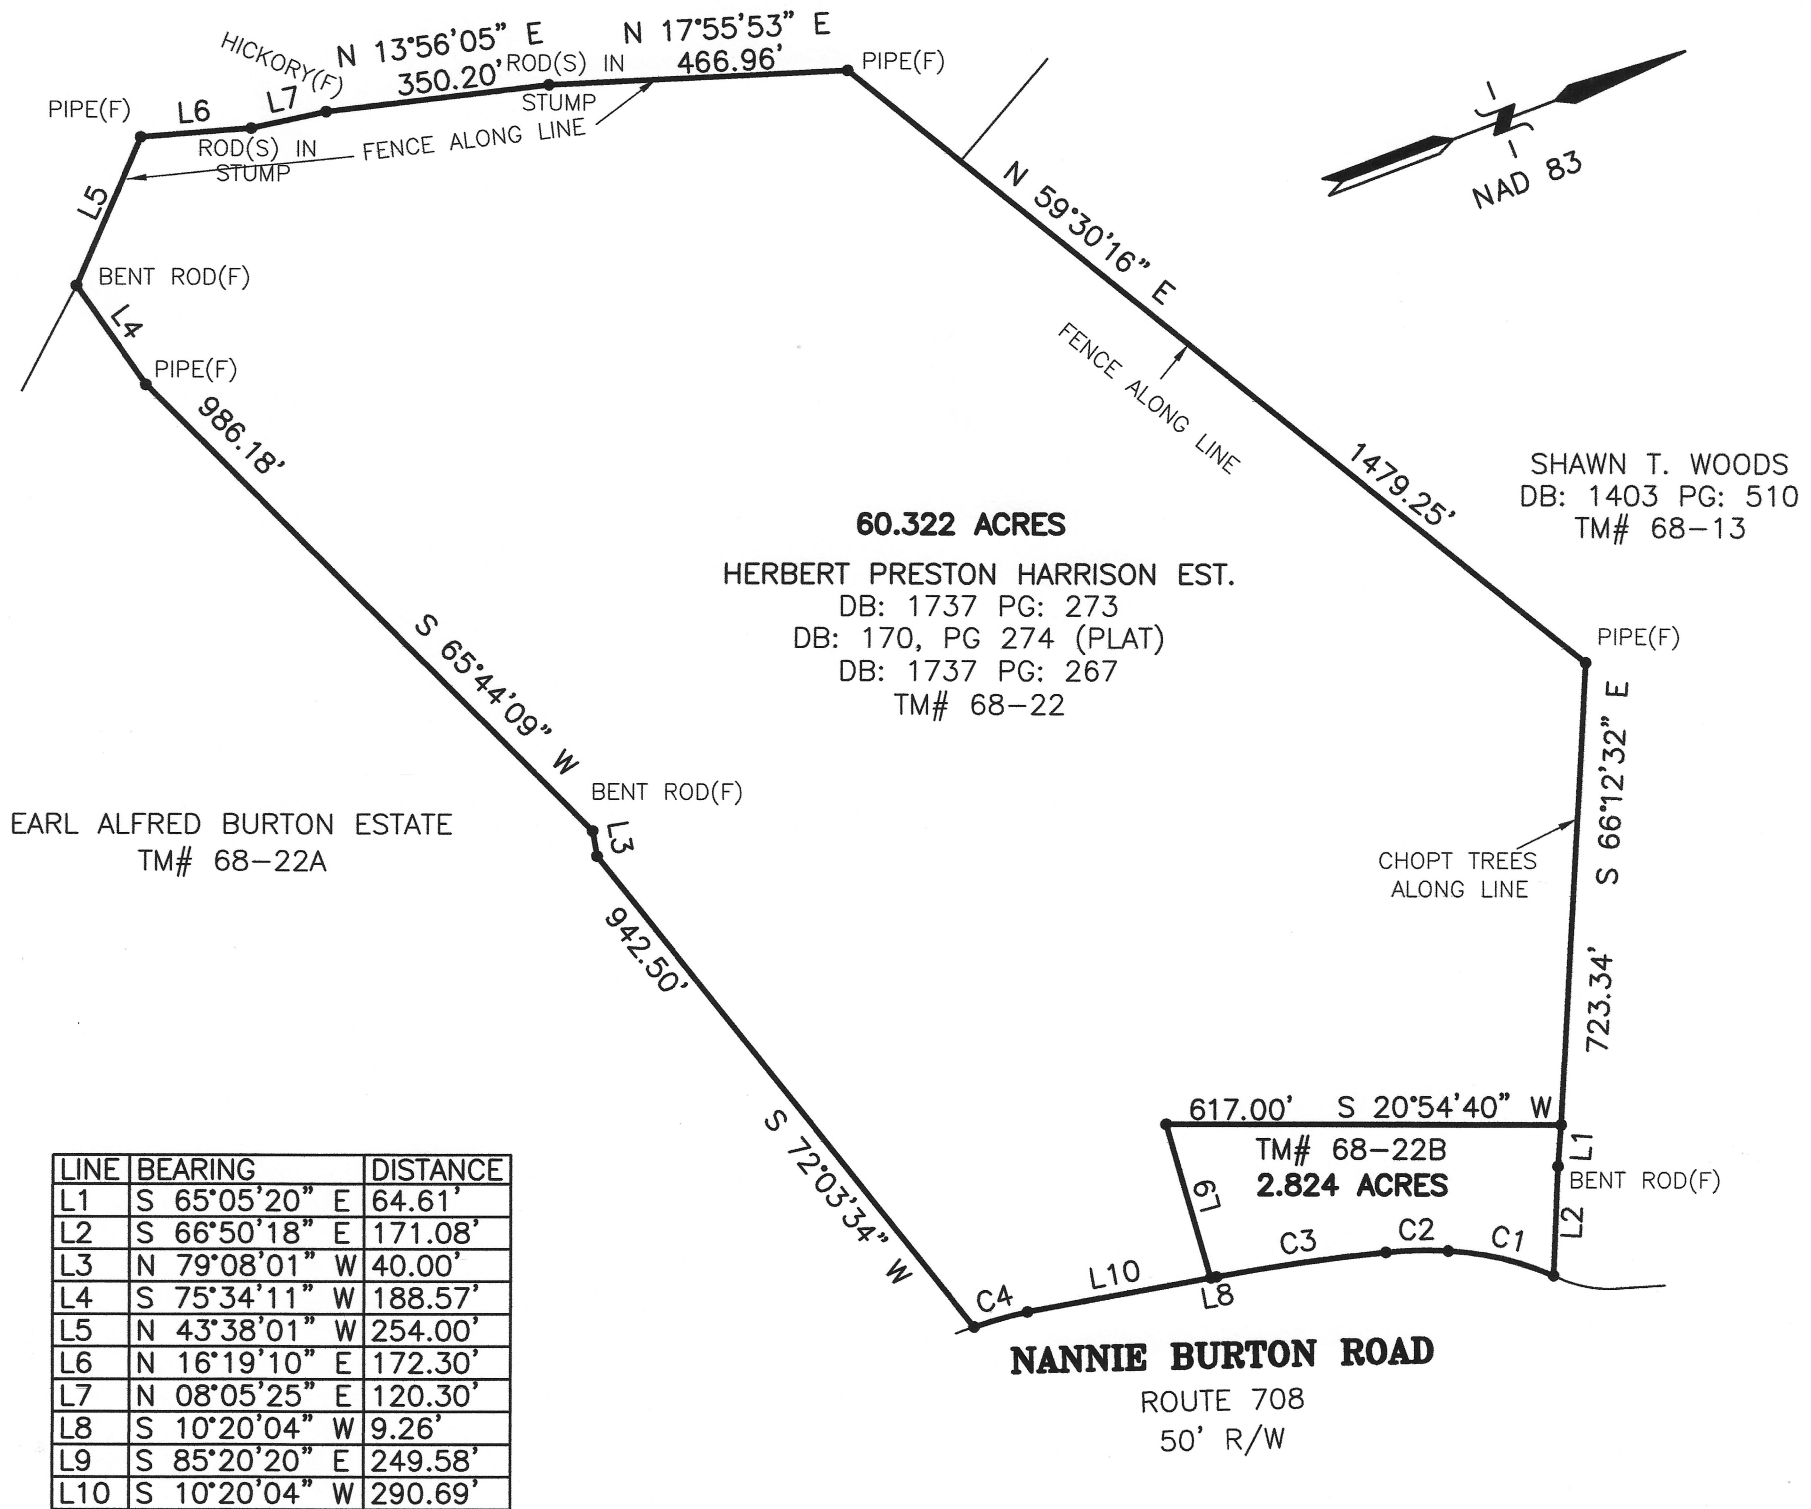 HICKORY(F)
N 13°56'05" E
350.20'
N 17°55'53" E
466.96'
PIPE(F)
ROD(S) IN
STUMP
PIPE(F)
L6
L7
ROD(S) IN
STUMP
FENCE ALONG LINE
L5
BENT ROD(F)
L4
PIPE(F)
NAD 83
N 59°30'16" E
1479.25'
FENCE ALONG LINE
986.18'
S 65°44'09" W
SHAWN T. WOODS
DB: 1403 PG: 510
TM# 68-13
60.322 ACRES
HERBERT PRESTON HARRISON EST.
DB: 1737 PG: 273
DB: 170, PG 274 (PLAT)
DB: 1737 PG: 267
TM# 68-22
PIPE(F)
S 66°12'32" E
723.34'
CHOPT TREES
ALONG LINE
BENT ROD(F)
L3
EARL ALFRED BURTON ESTATE
TM# 68-22A
942.50'
S 72°03'34" W
617.00' S 20°54'40" W
TM# 68-22B
2.824 ACRES
L1
BENT ROD(F)
L2
L9
C3
C2
C1
C4
L10
L8
NANNIE BURTON ROAD
ROUTE 708
50' R/W
LINE BEARING DISTANCE
L1 S 65°05'20" E 64.61'
L2 S 66°50'18" E 171.08'
L3 N 79°08'01" W 40.00'
L4 S 75°34'11" W 188.57'
L5 N 43°38'01" W 254.00'
L6 N 16°19'10" E 172.30'
L7 N 08°05'25" E 120.30'
L8 S 10°20'04" W 9.26'
L9 S 85°20'20" E 249.58'
L10 S 10°20'04" W 290.69'